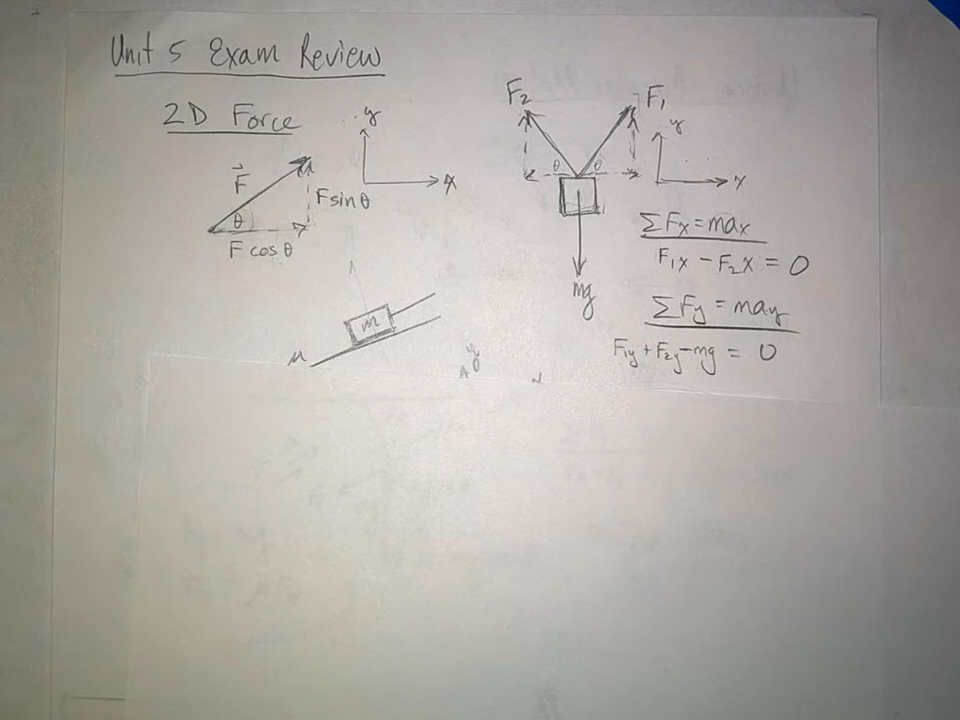 Unit 5 Exam Review
2D Force
y
x
F
θ
F sin θ
F cos θ
F₂
F₁
θ
θ
y
x
mg
ΣFx = max
F₁x - F₂x = 0
ΣFy = may
F₁y + F₂y - mg = 0
m
μ
y